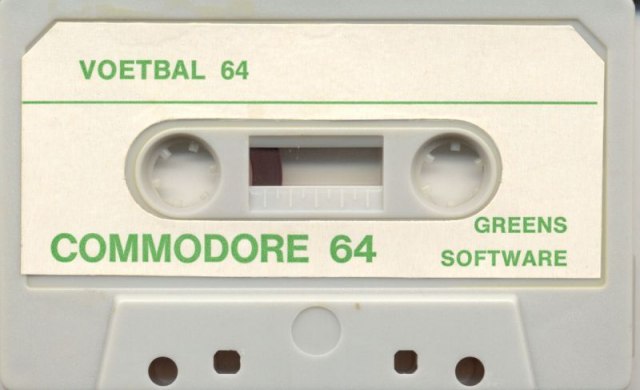 VOETBAL 64
COMMODORE 64
GREENS
SOFTWARE